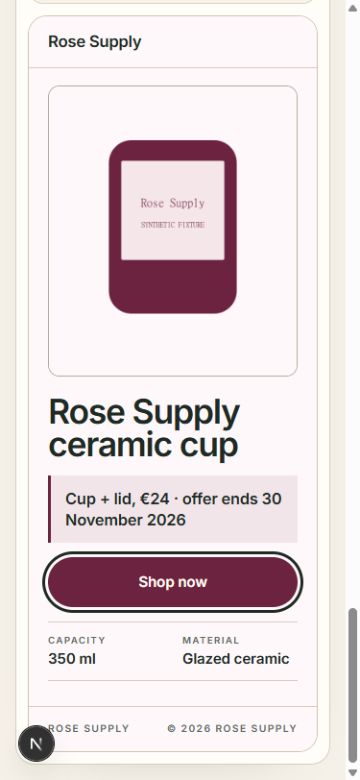 Rose Supply
Rose Supply
SYNTHETIC FIXTURE
Rose Supply
ceramic cup
Cup + lid, €24 · offer ends 30
November 2026
Shop now
CAPACITY MATERIAL
350 ml Glazed ceramic
ROSE SUPPLY © 2026 ROSE SUPPLY
N